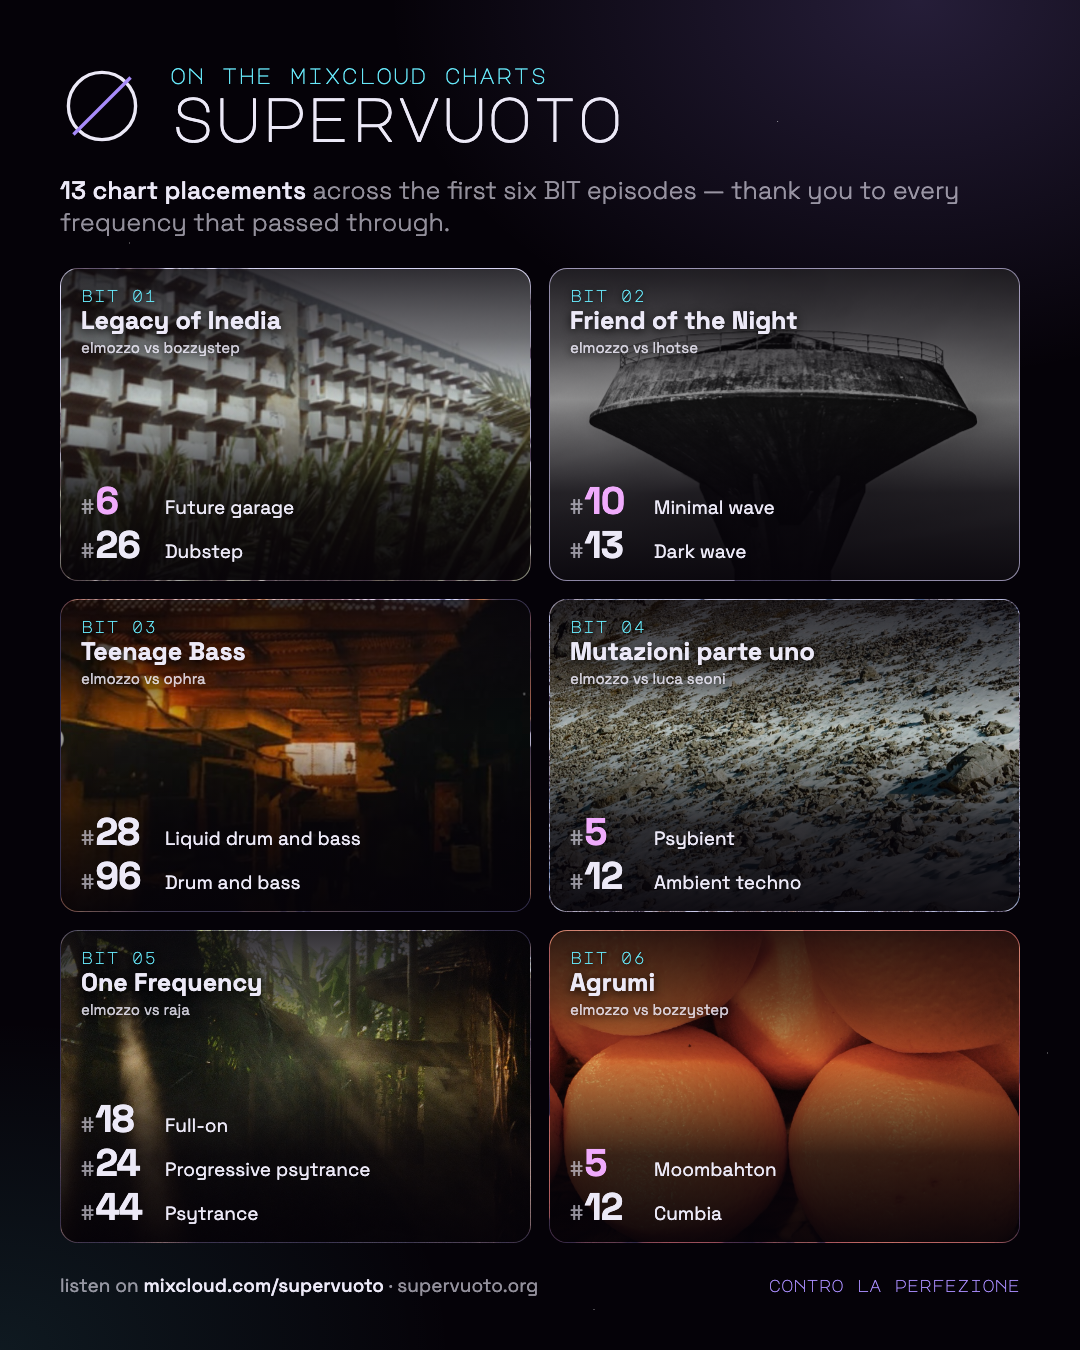 ON THE MIXCLOUD CHARTS
SUPERVUOTO
13 chart placements across the first six BIT episodes — thank you to every
frequency that passed through.
BIT 01
Legacy of Inedia
elmozzo vs bozzystep
#6 Future garage
#26 Dubstep
BIT 02
Friend of the Night
elmozzo vs lhotse
#10 Minimal wave
#13 Dark wave
BIT 03
Teenage Bass
elmozzo vs ophra
#28 Liquid drum and bass
#96 Drum and bass
BIT 04
Mutazioni parte uno
elmozzo vs luca seoni
#5 Psybient
#12 Ambient techno
BIT 05
One Frequency
elmozzo vs raja
#18 Full-on
#24 Progressive psytrance
#44 Psytrance
BIT 06
Agrumi
elmozzo vs bozzystep
#5 Moombahton
#12 Cumbia
listen on mixcloud.com/supervuoto · supervuoto.org
CONTRO LA PERFEZIONE